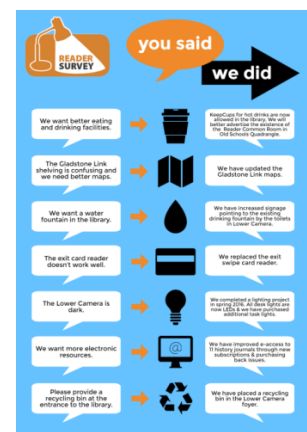 READER
SURVEY
you said
we did
We want better eating
and drinking facilities.
KeepCups for hot drinks are now
allowed in the library. We will
better advertise the existence of
the Reader Common Room in
Old Schools Quadrangle.
The Gladstone Link
shelving is confusing and
we need better maps.
We have updated the
Gladstone Link maps.
We want a water
fountain in the library.
We have increased signage
pointing to the existing
drinking fountain by the toilets
in Lower Camera.
The exit card reader
doesn't work well.
We replaced the exit
swipe card reader.
The Lower Camera is
dark.
We completed a lighting project
in spring 2016. All desk lights are
now LEDs & we have purchased
additional task lights.
We want more electronic
resources.
@
We have improved e-access to
11 history journals through new
subscriptions & purchasing
back issues.
Please provide a
recycling bin at the
entrance to the library.
We have placed a recycling
bin in the Lower Camera
foyer.